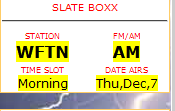 SLATE BOXX
STATION FM/AM
WFTN AM
TIME SLOT DATE AIRS
Morning Thu,Dec,7